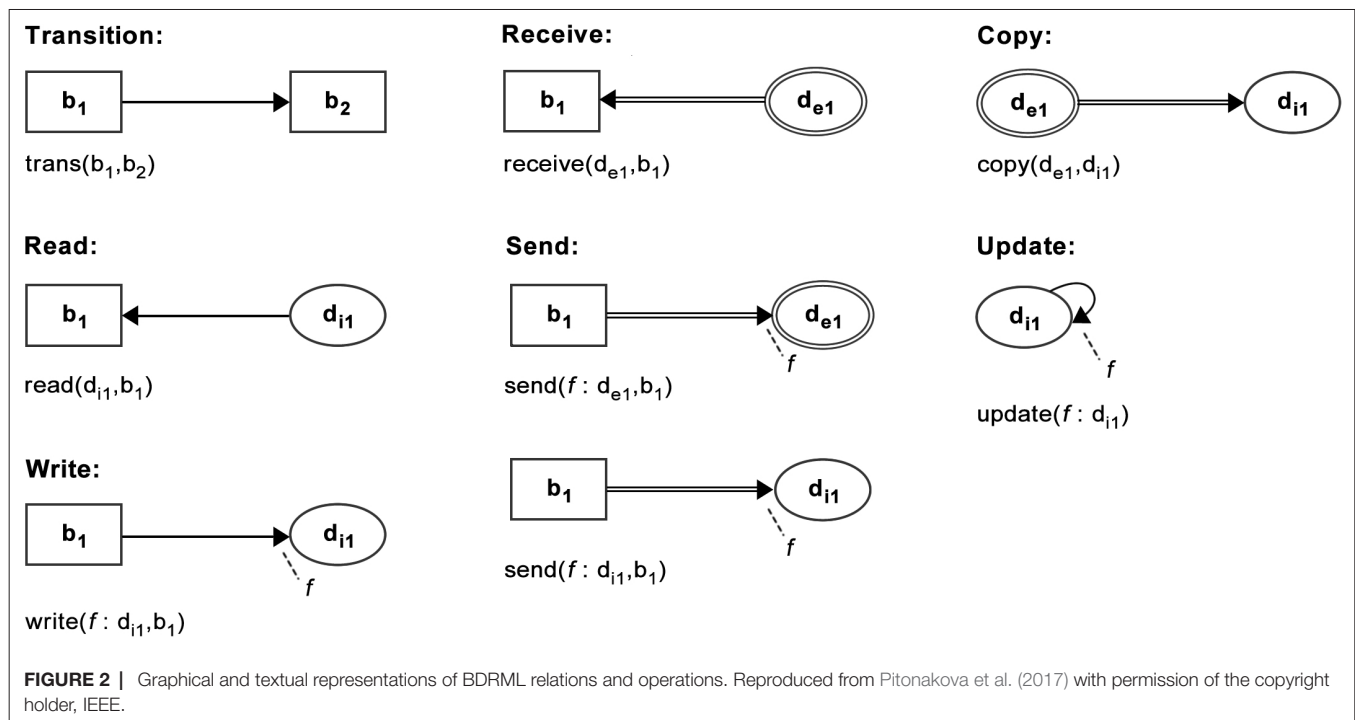 Transition:
b₁
b₂
trans(b₁,b₂)
Receive:
b₁
dₑ₁
receive(dₑ₁,b₁)
Copy:
dₑ₁
dᵢ₁
copy(dₑ₁,dᵢ₁)
Read:
b₁
dᵢ₁
read(dᵢ₁,b₁)
Send:
b₁
dₑ₁
f
send(f : dₑ₁,b₁)
Update:
dᵢ₁
f
update(f : dᵢ₁)
Write:
b₁
dᵢ₁
f
write(f : dᵢ₁,b₁)
b₁
dᵢ₁
f
send(f : dᵢ₁,b₁)
FIGURE 2 | Graphical and textual representations of BDRML relations and operations. Reproduced from Pitonakova et al. (2017) with permission of the copyright
holder, IEEE.